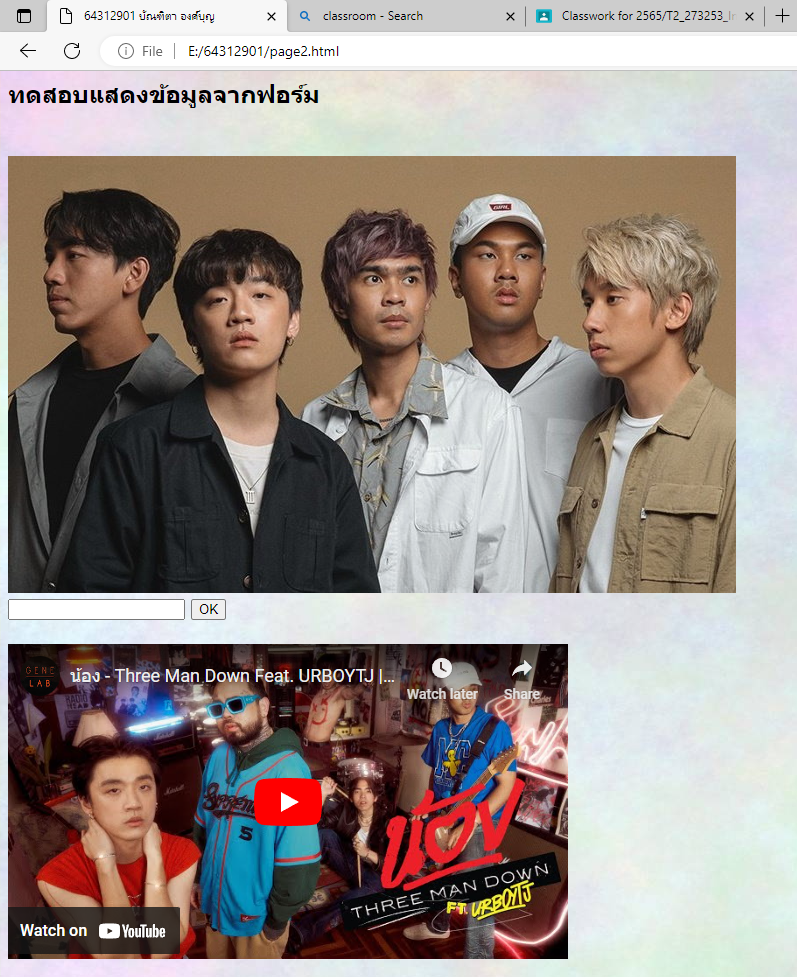 64312901 บัณฑิตา องศ์บุญ
classroom - Search
Classwork for 2565/T2_273253_Ir
File
E:/64312901/page2.html
ทดสอบแสดงข้อมูลจากฟอร์ม
OK
GENE LAB
น้อง - Three Man Down Feat. URBOYTJ |...
Watch later
Share
น้อง
THREE MAN DOWN
FT. URBOYTJ
Watch on YouTube